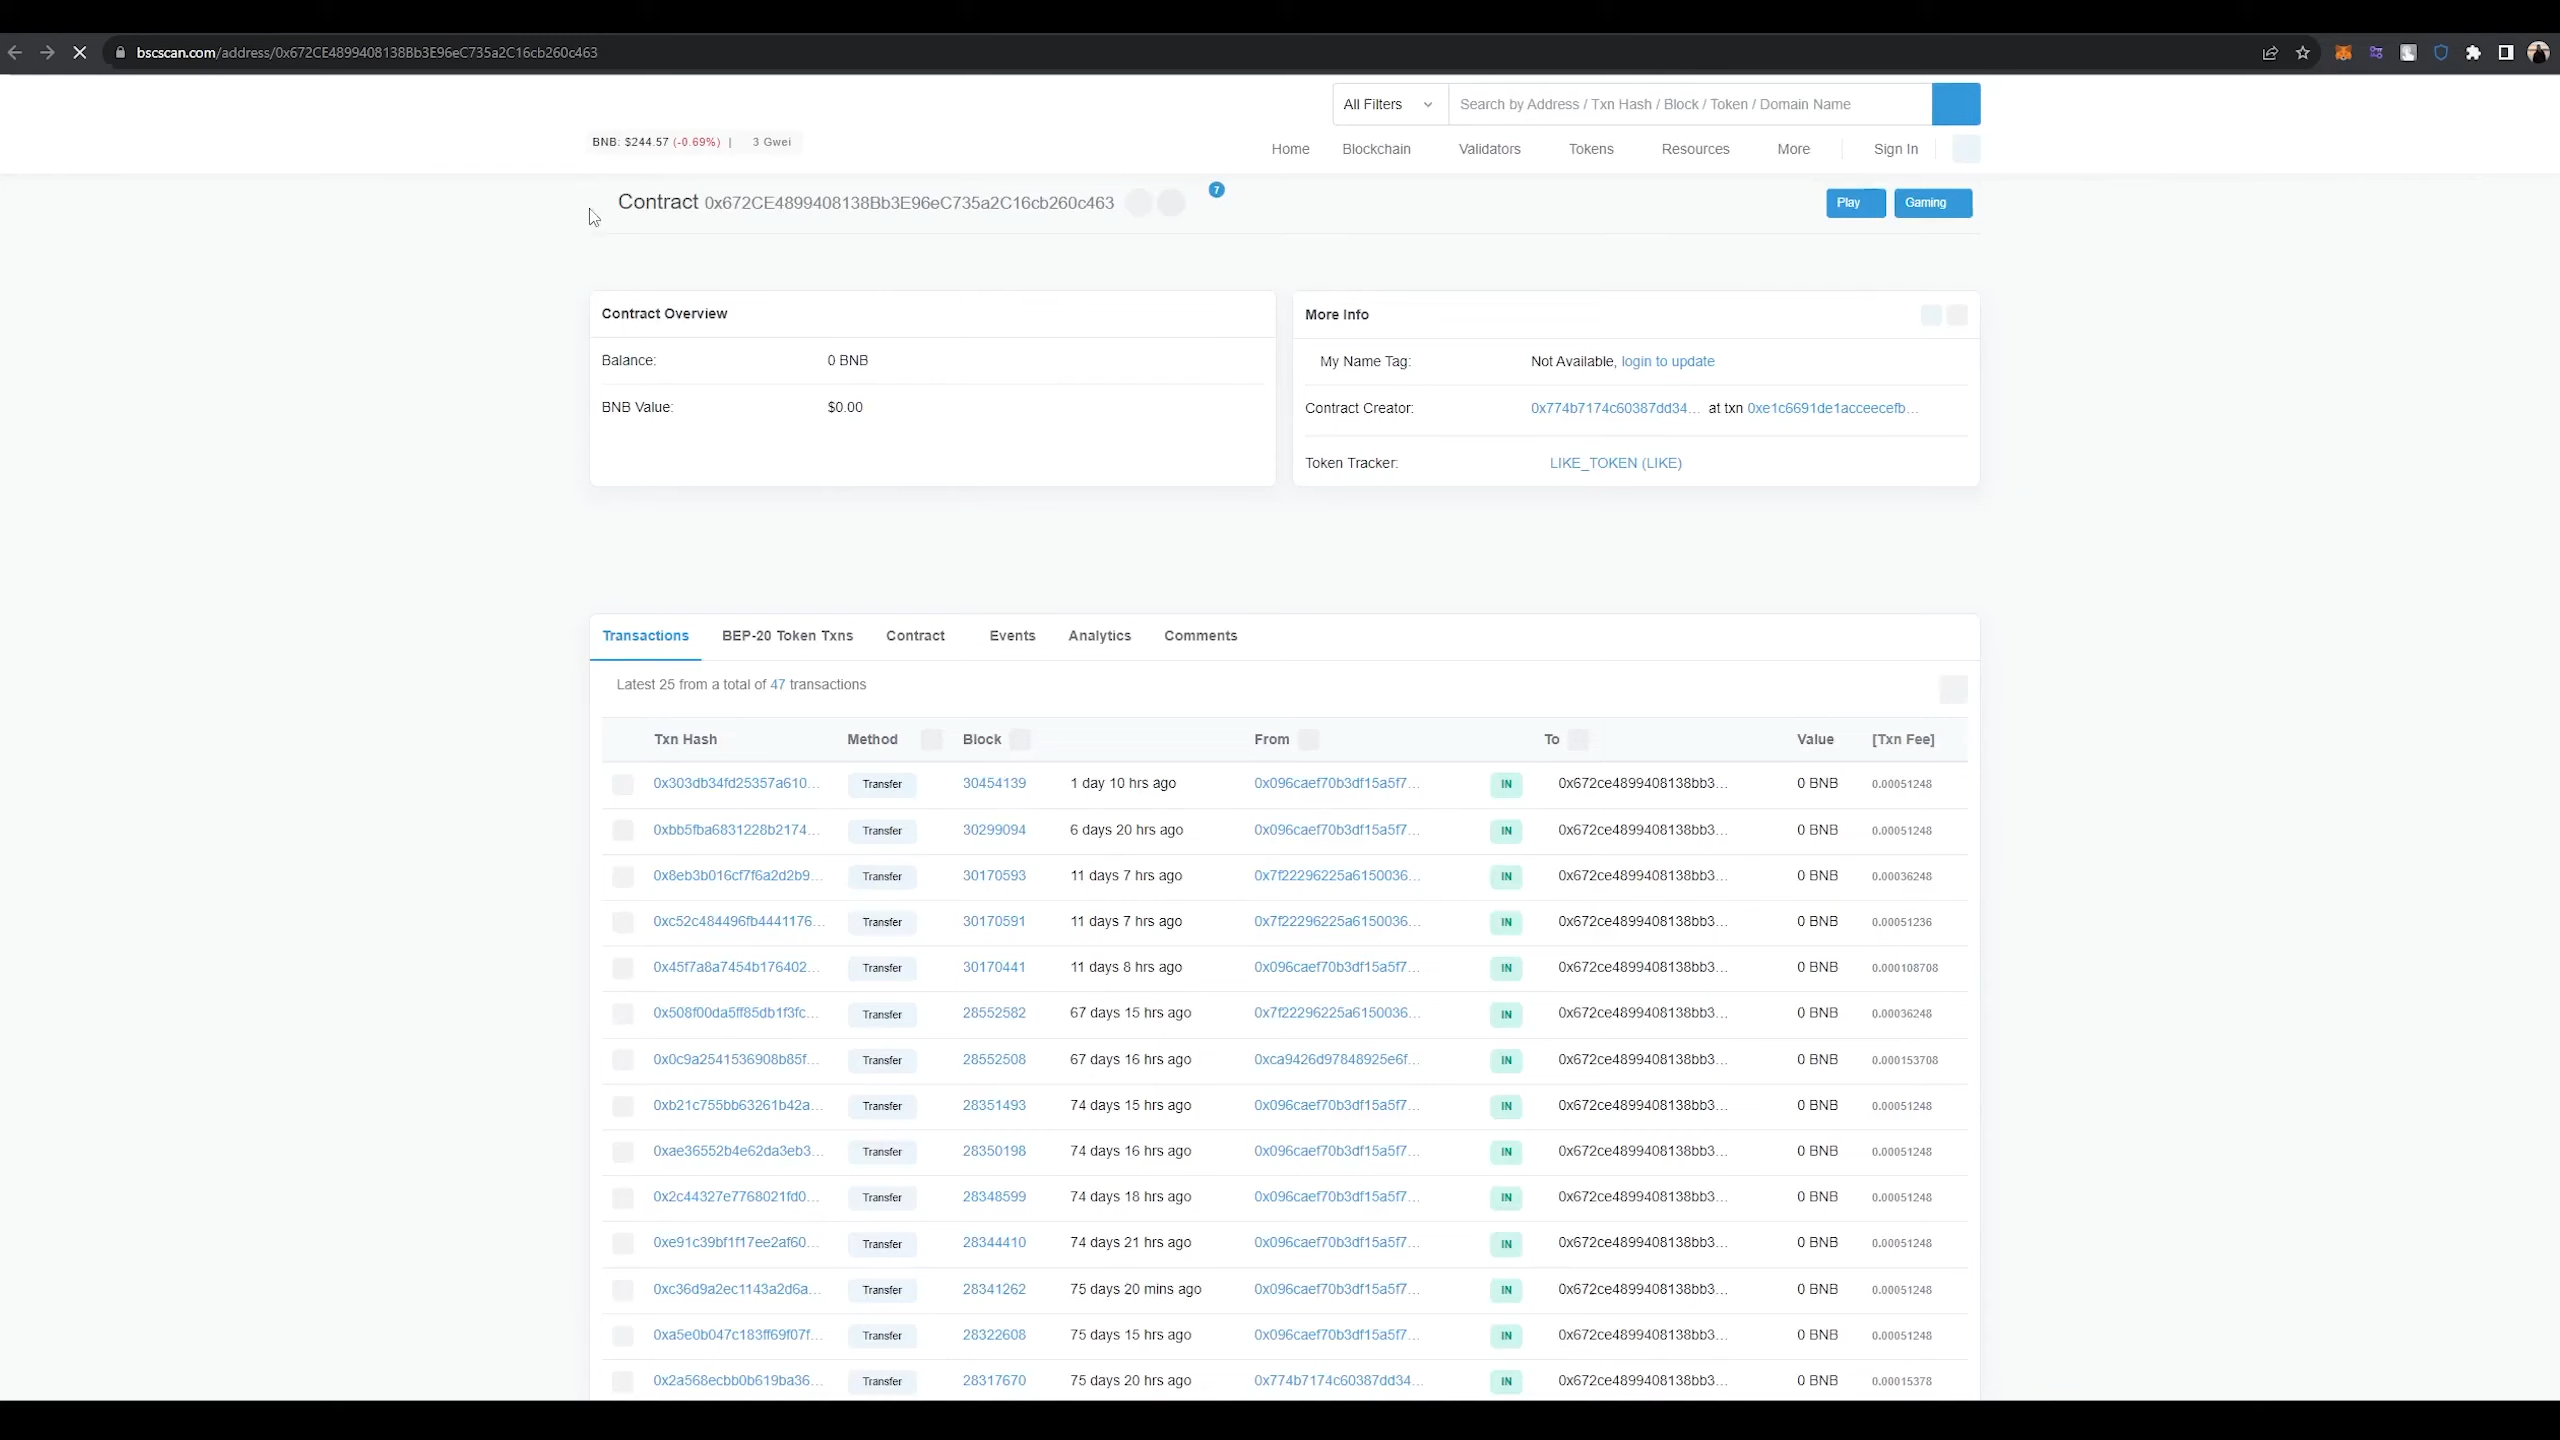 bscscan.com/address/0x672CE4899408138Bb3E96eC735a2C16cb260c463
All Filters
Search by Address / Txn Hash / Block / Token / Domain Name
BNB: $244.57 (-0.69%) | 3 Gwei
Home Blockchain Validators Tokens Resources More Sign In
Contract 0x672CE4899408138Bb3E96eC735a2C16cb260c463
7
Play Gaming
Contract Overview
Balance: 0 BNB
BNB Value: $0.00
More Info
My Name Tag: Not Available, login to update
Contract Creator: 0x774b7174c60387dd34... at txn 0xe1c6691de1acceecefb...
Token Tracker: LIKE_TOKEN (LIKE)
Transactions BEP-20 Token Txns Contract Events Analytics Comments
Latest 25 from a total of 47 transactions
Txn Hash Method Block From To Value [Txn Fee]
0x303db34fd25357a610... Transfer 30454139 1 day 10 hrs ago 0x096caef70b3df15a5f7... IN 0x672ce4899408138bb3... 0 BNB 0.00051248
0xbb5fba6831228b2174... Transfer 30299094 6 days 20 hrs ago 0x096caef70b3df15a5f7... IN 0x672ce4899408138bb3... 0 BNB 0.00051248
0x8eb3b016cf7f6a2d2b9... Transfer 30170593 11 days 7 hrs ago 0x7f22296225a6150036... IN 0x672ce4899408138bb3... 0 BNB 0.00036248
0xc52c484496fb4441176... Transfer 30170591 11 days 7 hrs ago 0x7f22296225a6150036... IN 0x672ce4899408138bb3... 0 BNB 0.00051236
0x45f7a8a7454b176402... Transfer 30170441 11 days 8 hrs ago 0x096caef70b3df15a5f7... IN 0x672ce4899408138bb3... 0 BNB 0.000108708
0x508f00da5ff85db1f3fc... Transfer 28552582 67 days 15 hrs ago 0x7f22296225a6150036... IN 0x672ce4899408138bb3... 0 BNB 0.00036248
0x0c9a2541536908b85f... Transfer 28552508 67 days 16 hrs ago 0xca9426d97848925e6f... IN 0x672ce4899408138bb3... 0 BNB 0.000153708
0xb21c755bb63261b42a... Transfer 28351493 74 days 15 hrs ago 0x096caef70b3df15a5f7... IN 0x672ce4899408138bb3... 0 BNB 0.00051248
0xae36552b4e62da3eb3... Transfer 28350198 74 days 16 hrs ago 0x096caef70b3df15a5f7... IN 0x672ce4899408138bb3... 0 BNB 0.00051248
0x2c44327e7768021fd0... Transfer 28348599 74 days 18 hrs ago 0x096caef70b3df15a5f7... IN 0x672ce4899408138bb3... 0 BNB 0.00051248
0xe91c39bf1f17ee2af60... Transfer 28344410 74 days 21 hrs ago 0x096caef70b3df15a5f7... IN 0x672ce4899408138bb3... 0 BNB 0.00051248
0xc36d9a2ec1143a2d6a... Transfer 28341262 75 days 20 mins ago 0x096caef70b3df15a5f7... IN 0x672ce4899408138bb3... 0 BNB 0.00051248
0xa5e0b047c183ff69f07f... Transfer 28322608 75 days 15 hrs ago 0x096caef70b3df15a5f7... IN 0x672ce4899408138bb3... 0 BNB 0.00051248
0x2a568ecbb0b619ba36... Transfer 28317670 75 days 20 hrs ago 0x774b7174c60387dd34... IN 0x672ce4899408138bb3... 0 BNB 0.00015378